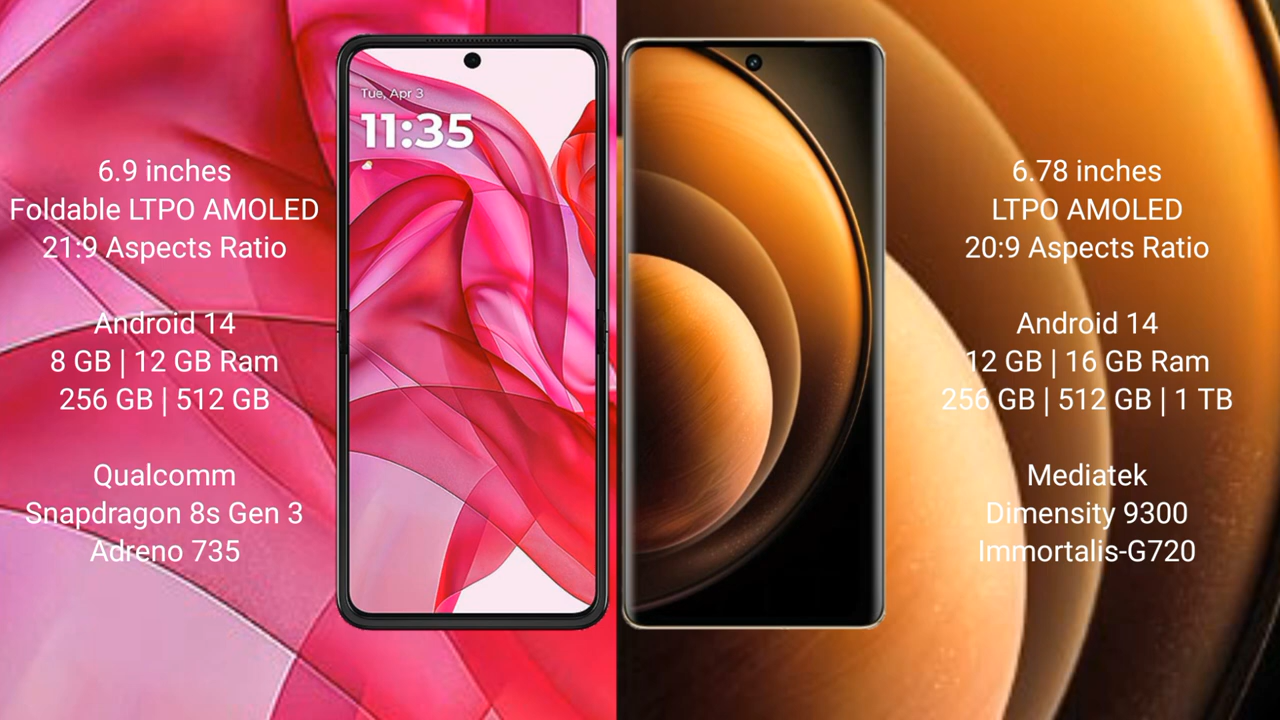 6.9 inches
Foldable LTPO AMOLED
21:9 Aspects Ratio
Android 14
8 GB | 12 GB Ram
256 GB | 512 GB
Qualcomm
Snapdragon 8s Gen 3
Adreno 735
Tue, Apr 3
11:35
6.78 inches
LTPO AMOLED
20:9 Aspects Ratio
Android 14
12 GB | 16 GB Ram
256 GB | 512 GB | 1 TB
Mediatek
Dimensity 9300
Immortalis-G720